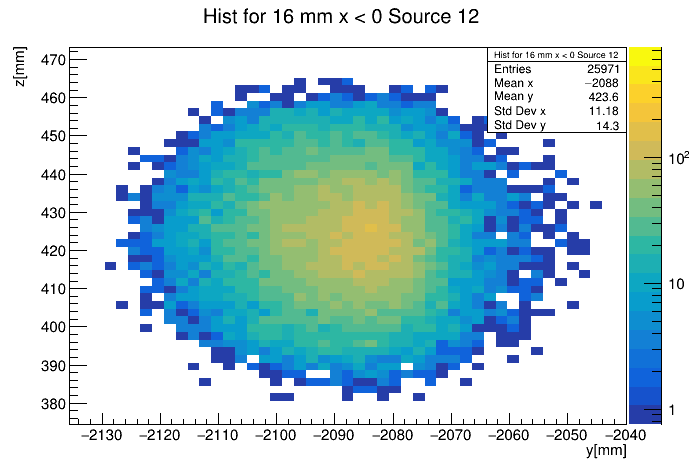 Hist for 16 mm x < 0 Source 12
z[mm]
Hist for 16 mm x < 0 Source 12
Entries 25971
Mean x −2088
Mean y 423.6
Std Dev x 11.18
Std Dev y 14.3
470
460
450
440
430
420
410
400
390
380
10²
10
1
−2130 −2120 −2110 −2100 −2090 −2080 −2070 −2060 −2050 −2040
y[mm]